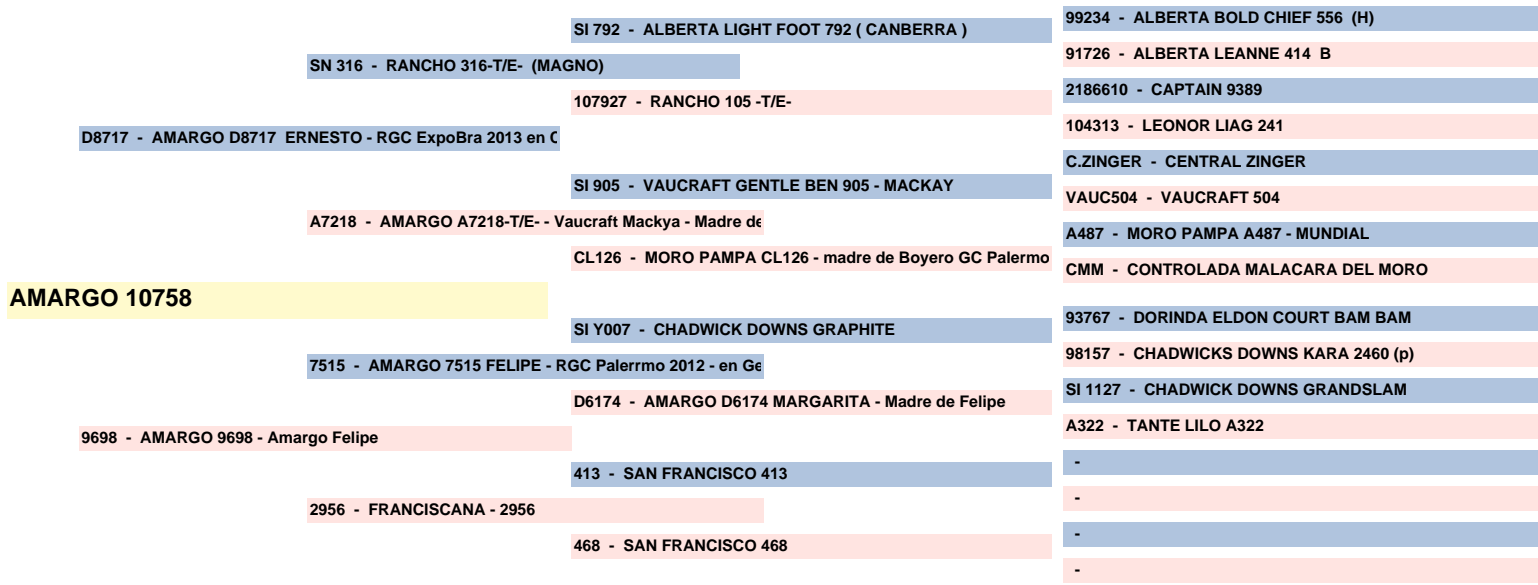 SI 792 - ALBERTA LIGHT FOOT 792 ( CANBERRA )
99234 - ALBERTA BOLD CHIEF 556 (H)
91726 - ALBERTA LEANNE 414 B
SN 316 - RANCHO 316-T/E- (MAGNO)
107927 - RANCHO 105 -T/E-
2186610 - CAPTAIN 9389
104313 - LEONOR LIAG 241
D8717 - AMARGO D8717 ERNESTO - RGC ExpoBra 2013 en C
SI 905 - VAUCRAFT GENTLE BEN 905 - MACKAY
C.ZINGER - CENTRAL ZINGER
VAUC504 - VAUCRAFT 504
A7218 - AMARGO A7218-T/E- - Vaucraft Mackya - Madre de
CL126 - MORO PAMPA CL126 - madre de Boyero GC Palermo
A487 - MORO PAMPA A487 - MUNDIAL
CMM - CONTROLADA MALACARA DEL MORO
AMARGO 10758
SI Y007 - CHADWICK DOWNS GRAPHITE
93767 - DORINDA ELDON COURT BAM BAM
98157 - CHADWICKS DOWNS KARA 2460 (p)
7515 - AMARGO 7515 FELIPE - RGC Palerrmo 2012 - en Ge
D6174 - AMARGO D6174 MARGARITA - Madre de Felipe
SI 1127 - CHADWICK DOWNS GRANDSLAM
A322 - TANTE LILO A322
9698 - AMARGO 9698 - Amargo Felipe
413 - SAN FRANCISCO 413
-
-
2956 - FRANCISCANA - 2956
468 - SAN FRANCISCO 468
-
-